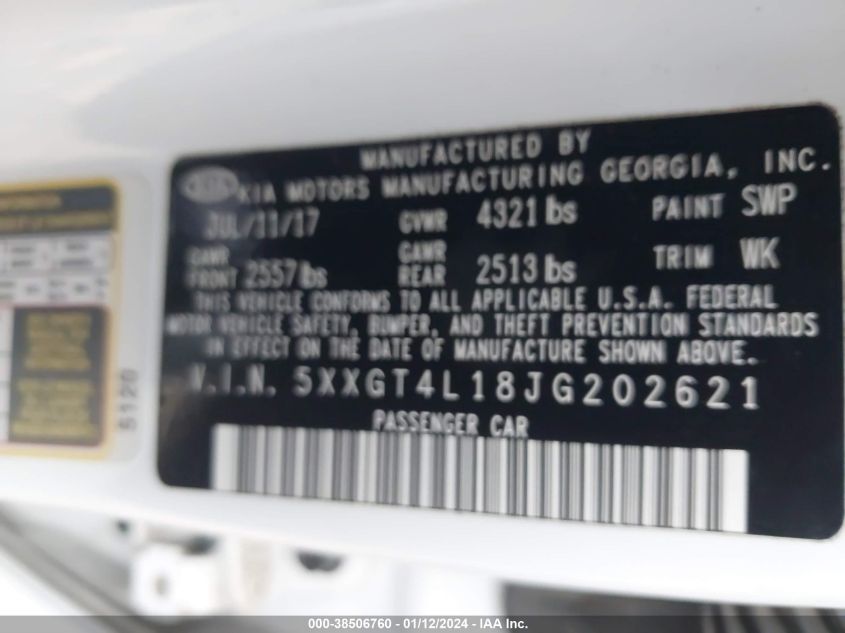 MANUFACTURED BY
KIA KIA MOTORS MANUFACTURING GEORGIA, INC.
JUL/11/17 GVWR 4321 lbs PAINT SWP
GAWR FRONT 2557 lbs GAWR REAR 2513 lbs TRIM WK
THIS VEHICLE CONFORMS TO ALL APPLICABLE U.S.A. FEDERAL
MOTOR VEHICLE SAFETY, BUMPER, AND THEFT PREVENTION STANDARDS
IN EFFECT ON THE DATE OF MANUFACTURE SHOWN ABOVE.
V.I.N. 5XXGT4L18JG202621
PASSENGER CAR
5120
000-38506760 - 01/12/2024 - IAA Inc.